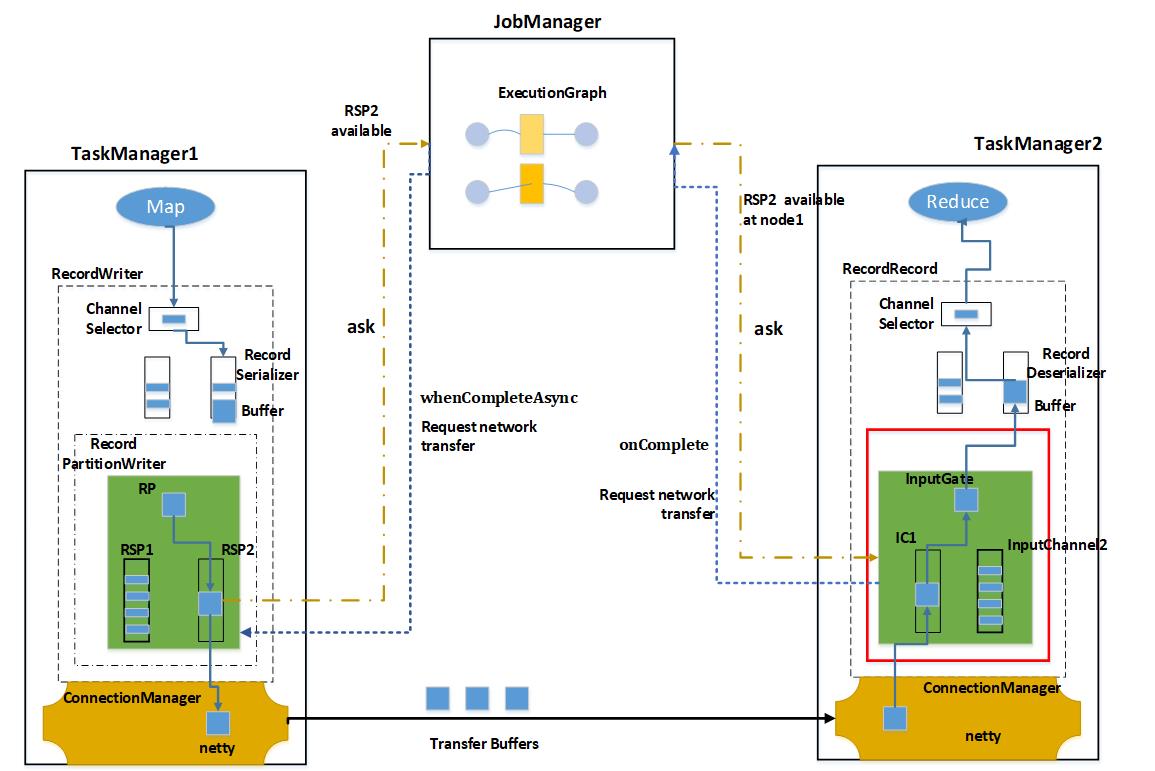 JobManager
ExecutionGraph
RSP2
available
TaskManager1
Map
RecordWriter
Channel
Selector
Record
Serializer
Buffer
Record
PartitionWriter
RP
RSP1
RSP2
ConnectionManager
netty
ask
whenCompleteAsync
Request network
transfer
onComplete
Request network
transfer
ask
RSP2 available
at node1
Transfer Buffers
TaskManager2
Reduce
RecordRecord
Channel
Selector
Record
Deserializer
Buffer
InputGate
IC1
InputChannel2
ConnectionManager
netty